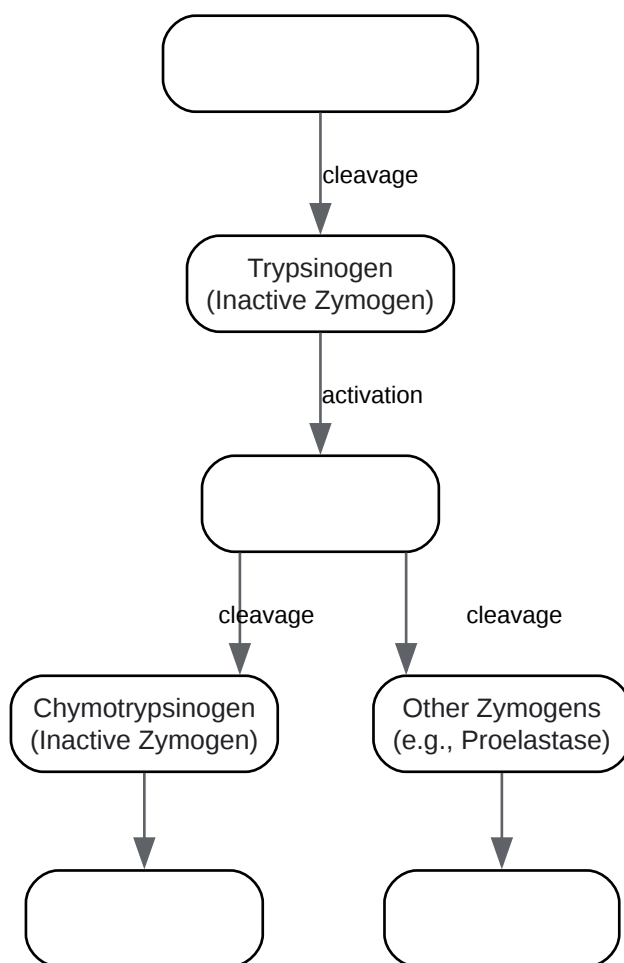 cleavage
Trypsinogen
(Inactive Zymogen)
activation
cleavage
cleavage
Chymotrypsinogen
(Inactive Zymogen)
Other Zymogens
(e.g., Proelastase)